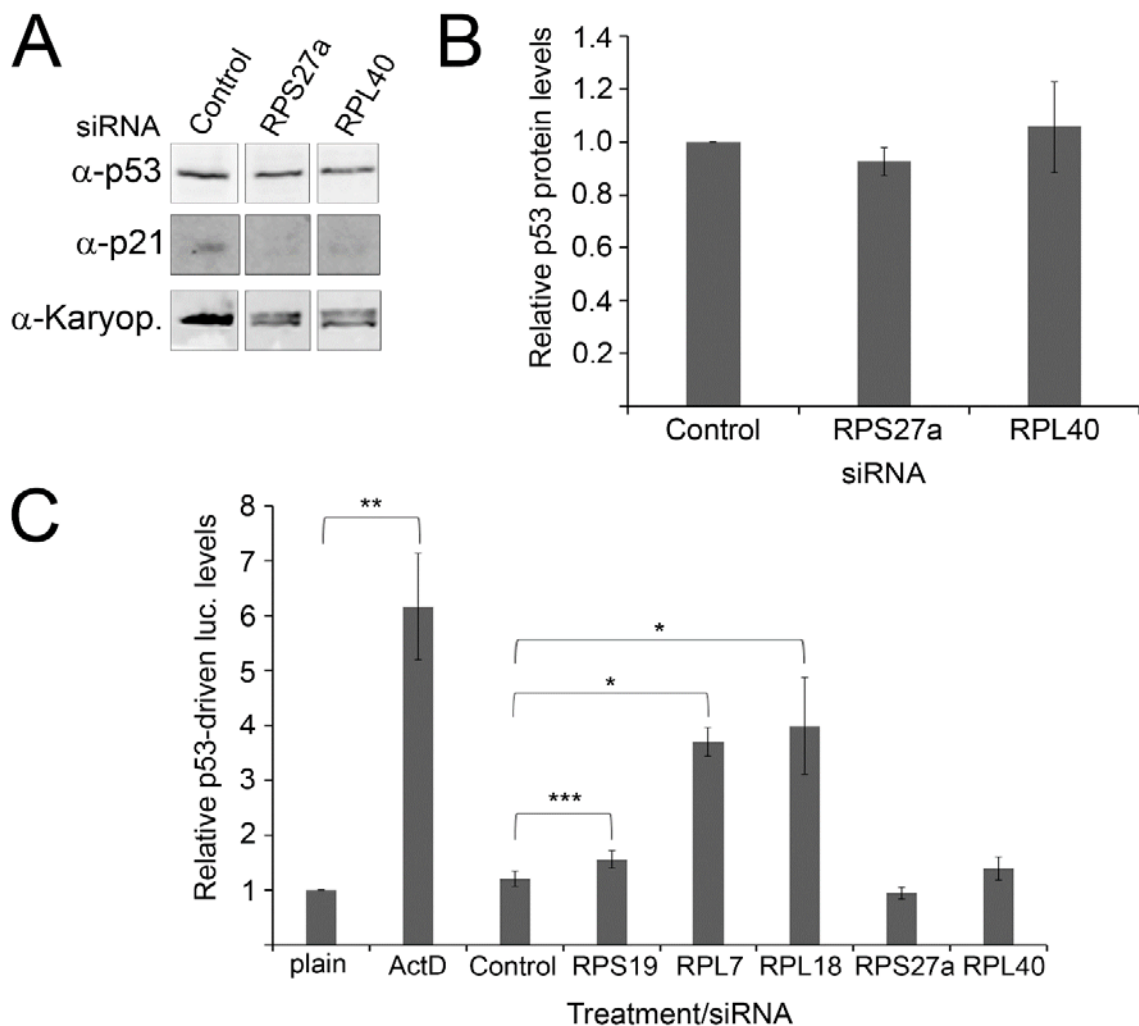 A
siRNA Control RPS27a RPL40
α-p53
α-p21
α-Karyop.
B
Relative p53 protein levels
1.4
1.2
1.0
0.8
0.6
0.4
0.2
Control RPS27a RPL40
siRNA
C
Relative p53-driven luc. levels
8
7
6
5
4
3
2
1
**
***
*
*
plain ActD Control RPS19 RPL7 RPL18 RPS27a RPL40
Treatment/siRNA